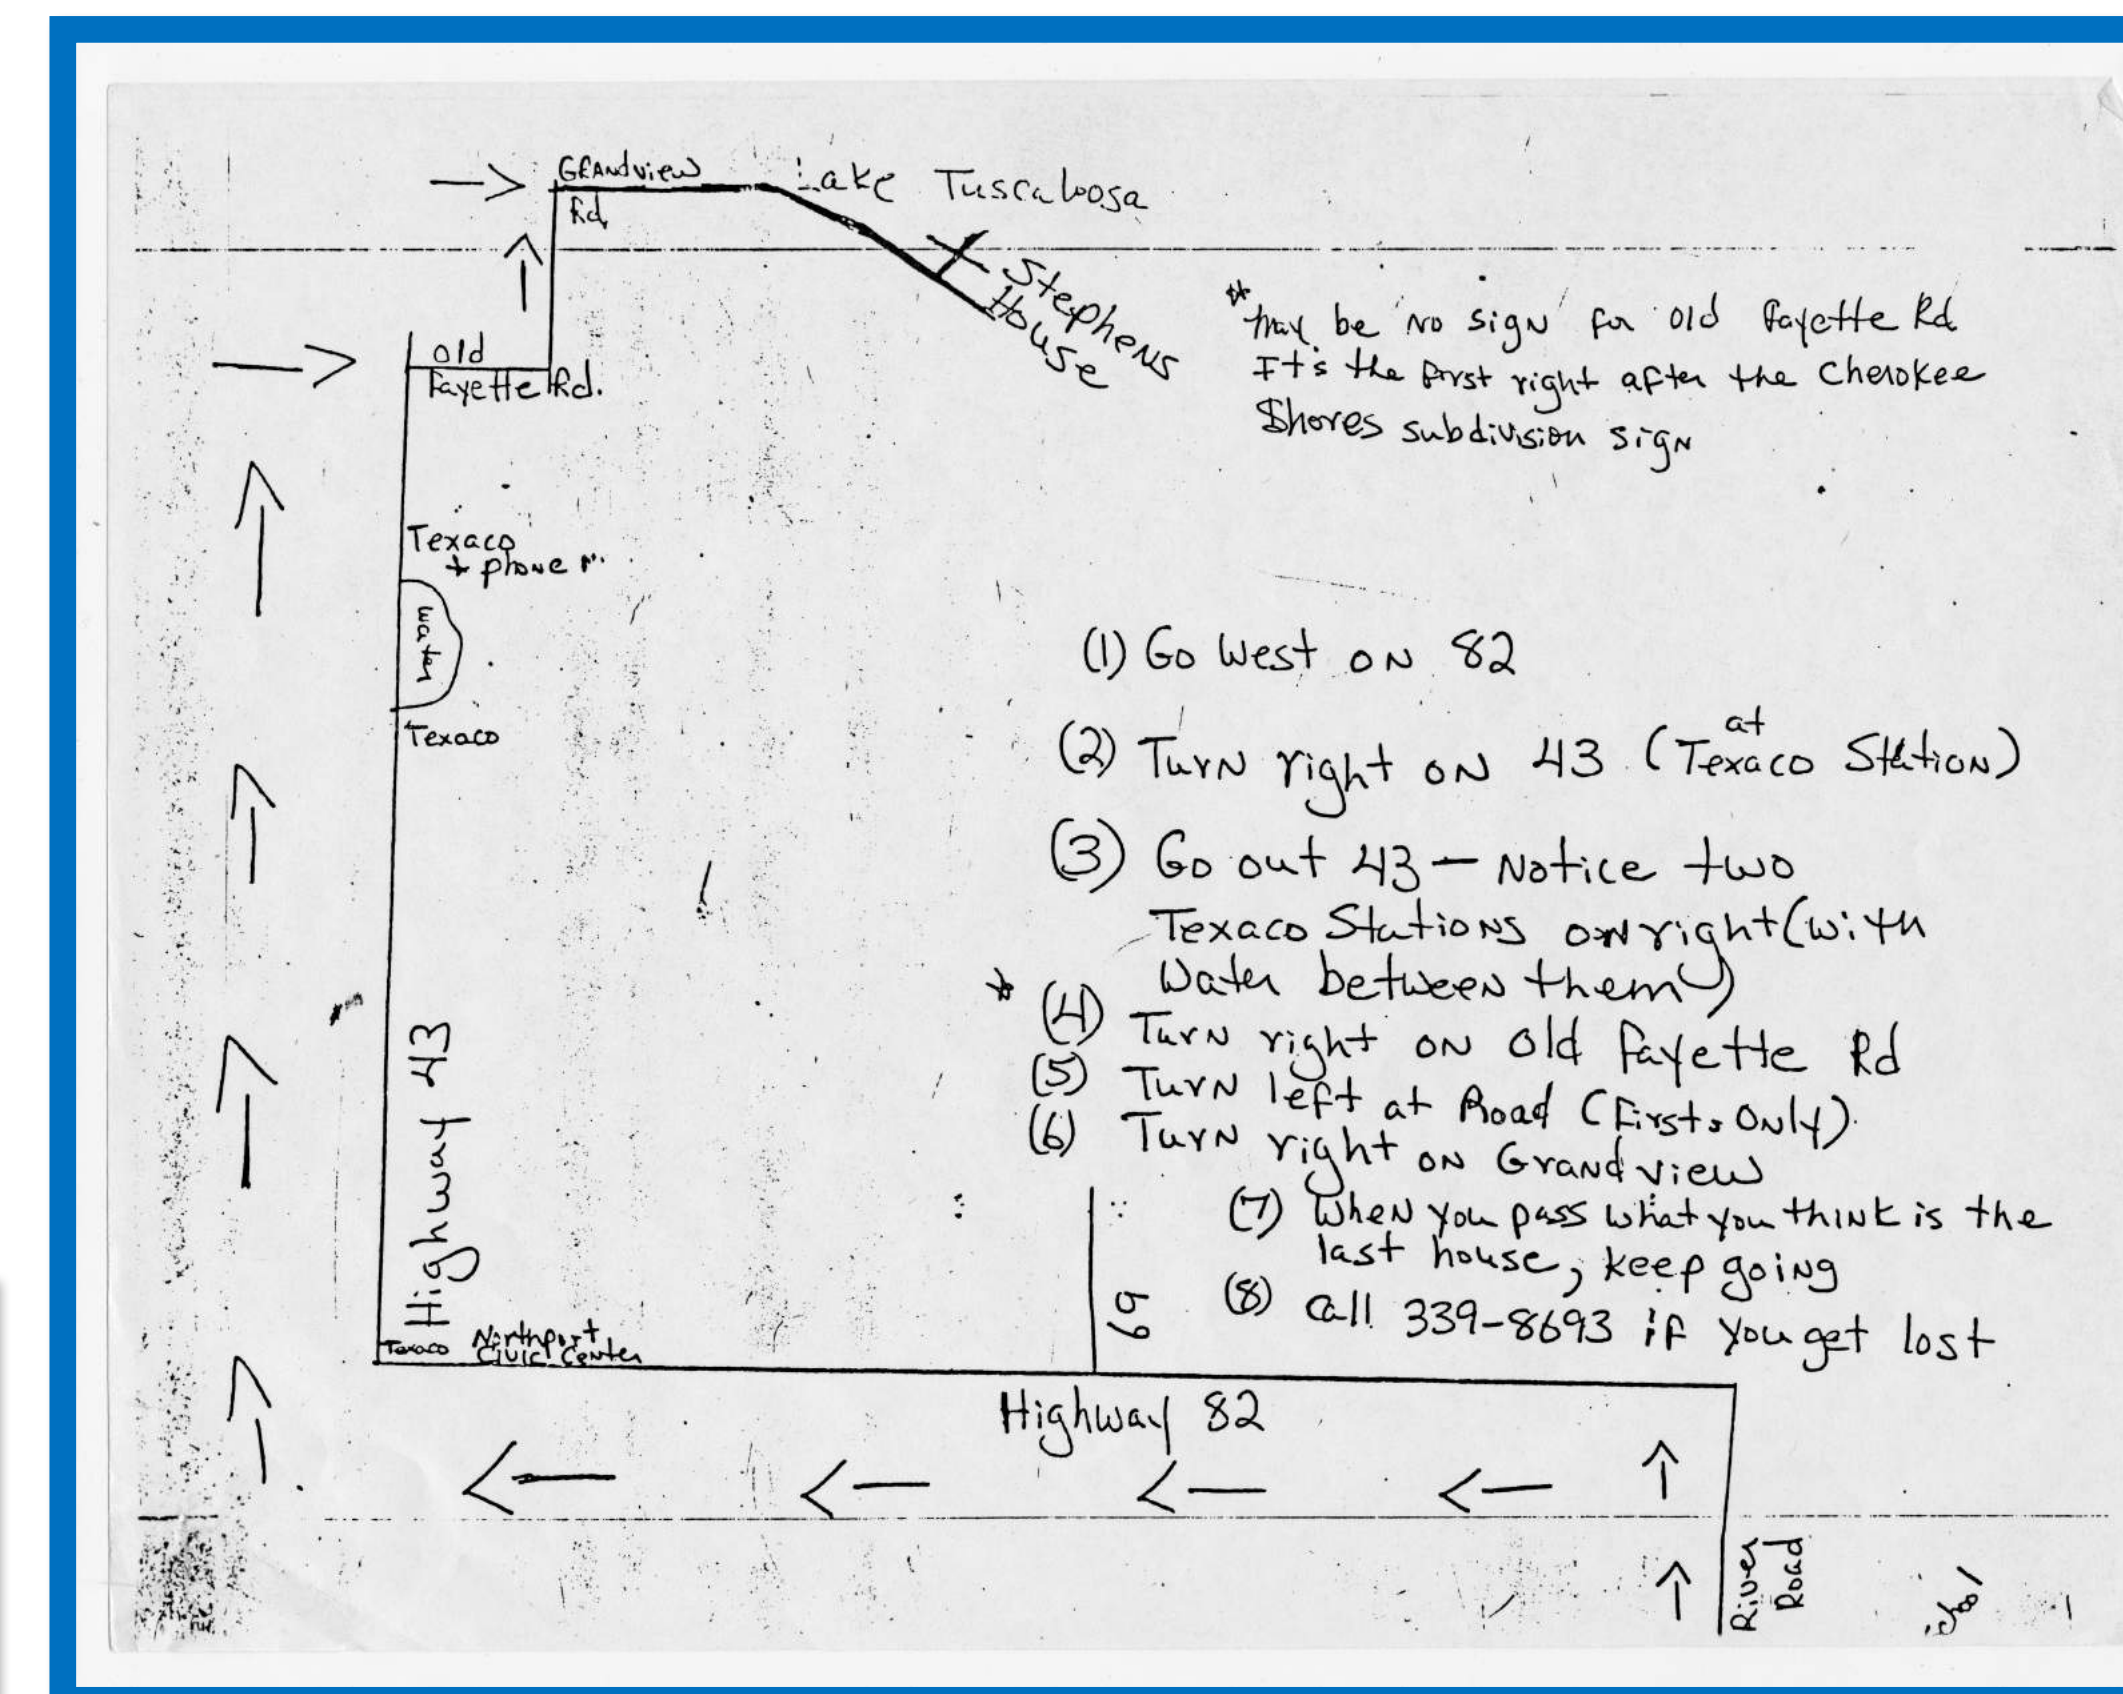 GRANdview
Rd
Lake Tuscaloosa
Stephens
House
old
Fayette Rd.
* may be No sigN for old Fayette Rd
It's the first right after the Cherokee
Shores subdivision sigN
Texaco
+ phone
water
Texaco
Highway 43
Texaco
Northport
Civic Center
(1) Go West on 82
(2) Turn right on 43 (at Texaco Station)
(3) Go out 43 — Notice two
Texaco Stations on right (with
Water between them)
* (4) Turn right on Old Fayette Rd
(5) Turn left at Road (First & Only)
(6) Turn right on Grandview
(7) When you pass what you think is the
last house, keep going
(8) Call 339-8693 if you get lost
69
Highway 82
River
Road